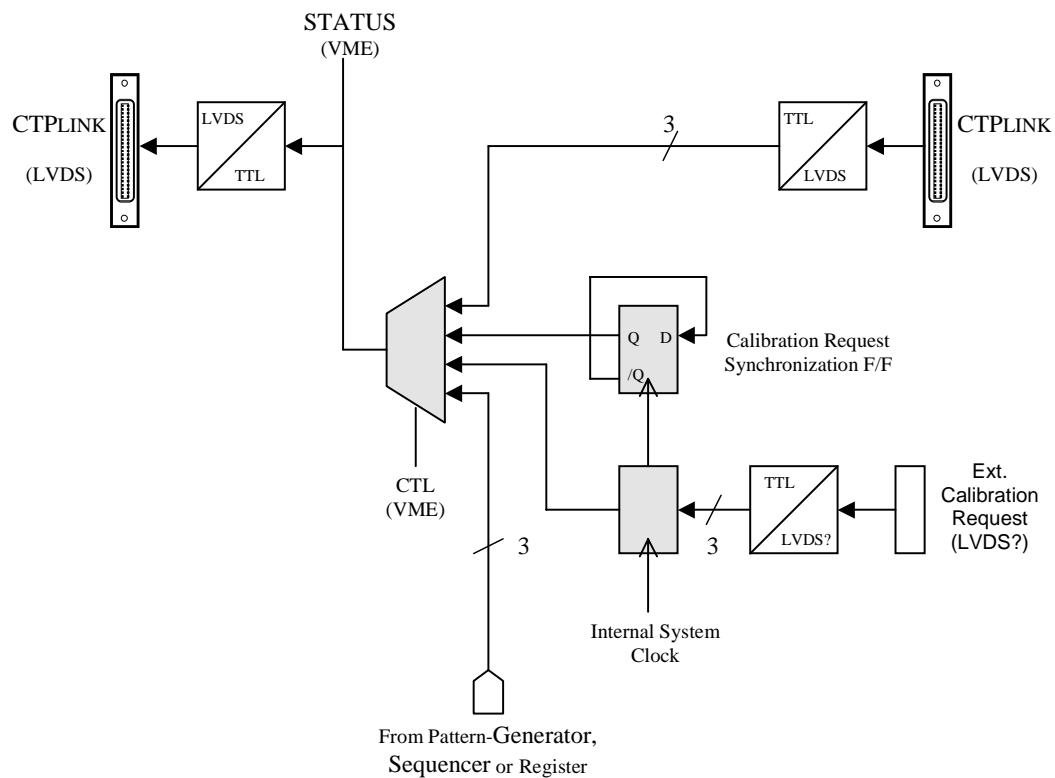 STATUS
(VME)
CTPLINK
(LVDS)
LVDS
TTL
3
TTL
LVDS
CTPLINK
(LVDS)
Q D
/Q
Calibration Request
Synchronization F/F
CTL
(VME)
3
3
TTL
LVDS?
Ext.
Calibration
Request
(LVDS?)
Internal System
Clock
From Pattern-Generator,
Sequencer or Register